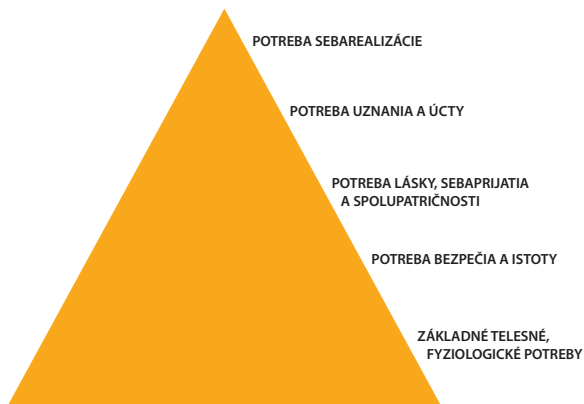 POTREBA SEBAREALIZÁCIE
POTREBA UZNANIA A ÚCTY
POTREBA LÁSKY, SEBAPRIJATIA
A SPOLUPATRIČNOSTI
POTREBA BEZPEČIA A ISTOTY
ZÁKLADNÉ TELESNÉ,
FYZIOLOGICKÉ POTREBY